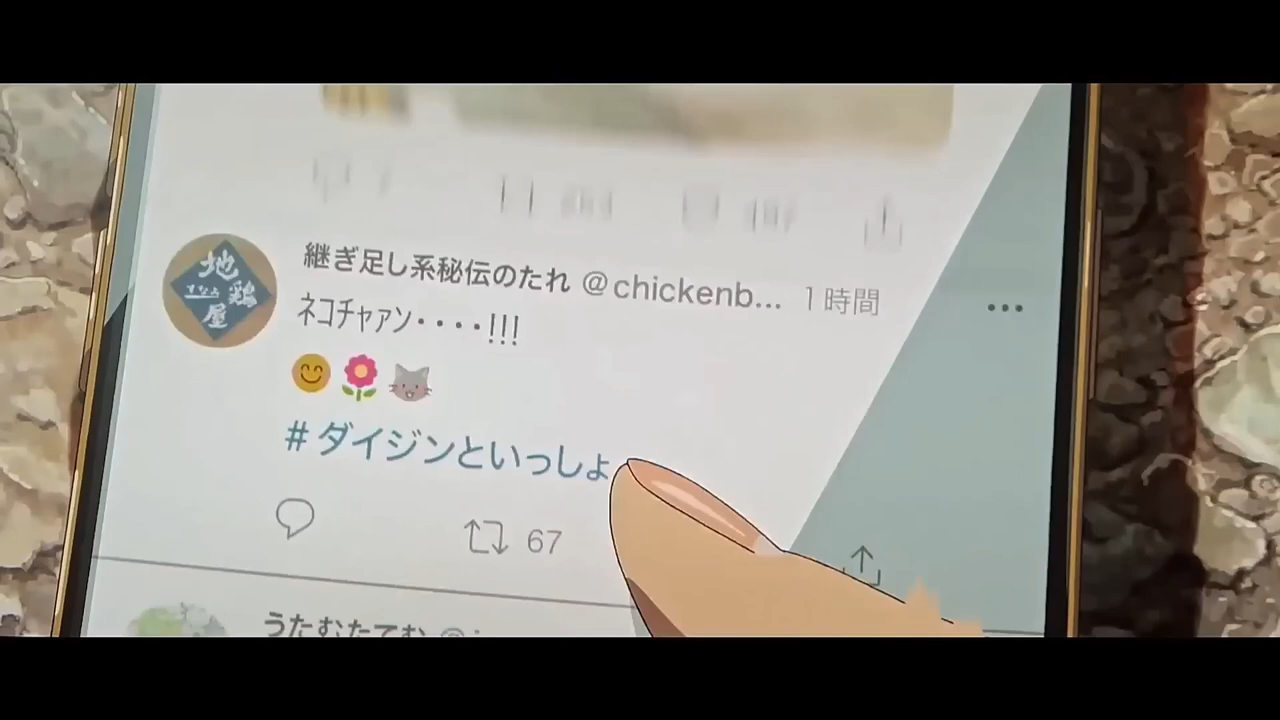 継ぎ足し系秘伝のたれ @chickenb... 1時間
地鶏屋
ネコチャァン・・・・!!!
#ダイジンといっしょ
67